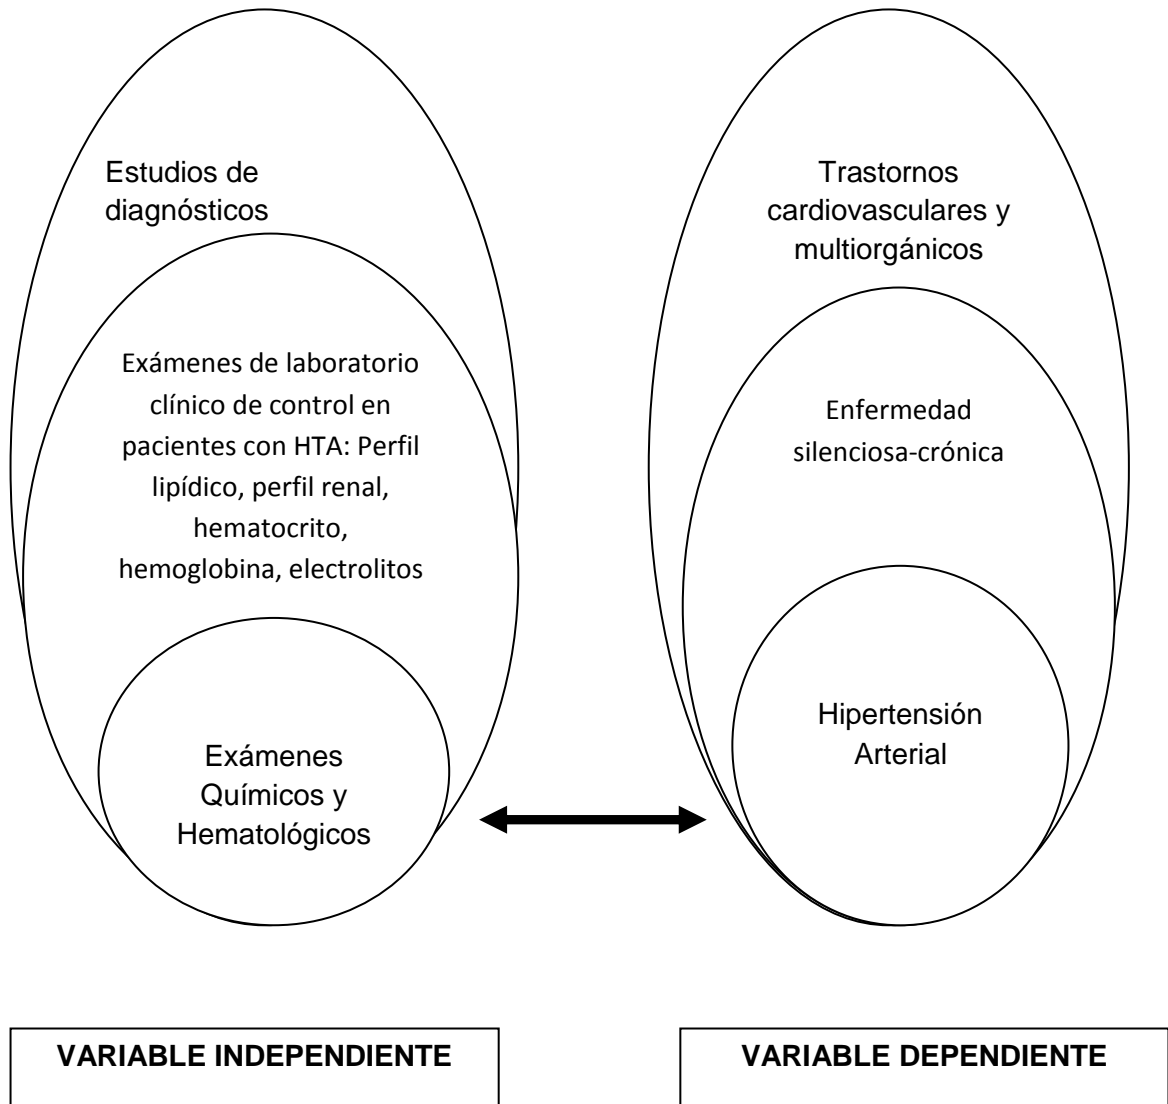 Estudios de
diagnósticos
Exámenes de laboratorio
clínico de control en
pacientes con HTA: Perfil
lipídico, perfil renal,
hematocrito,
hemoglobina, electrolitos
Exámenes
Químicos y
Hematológicos
Trastornos
cardiovasculares y
multiorgánicos
Enfermedad
silenciosa-crónica
Hipertensión
Arterial
VARIABLE INDEPENDIENTE
VARIABLE DEPENDIENTE